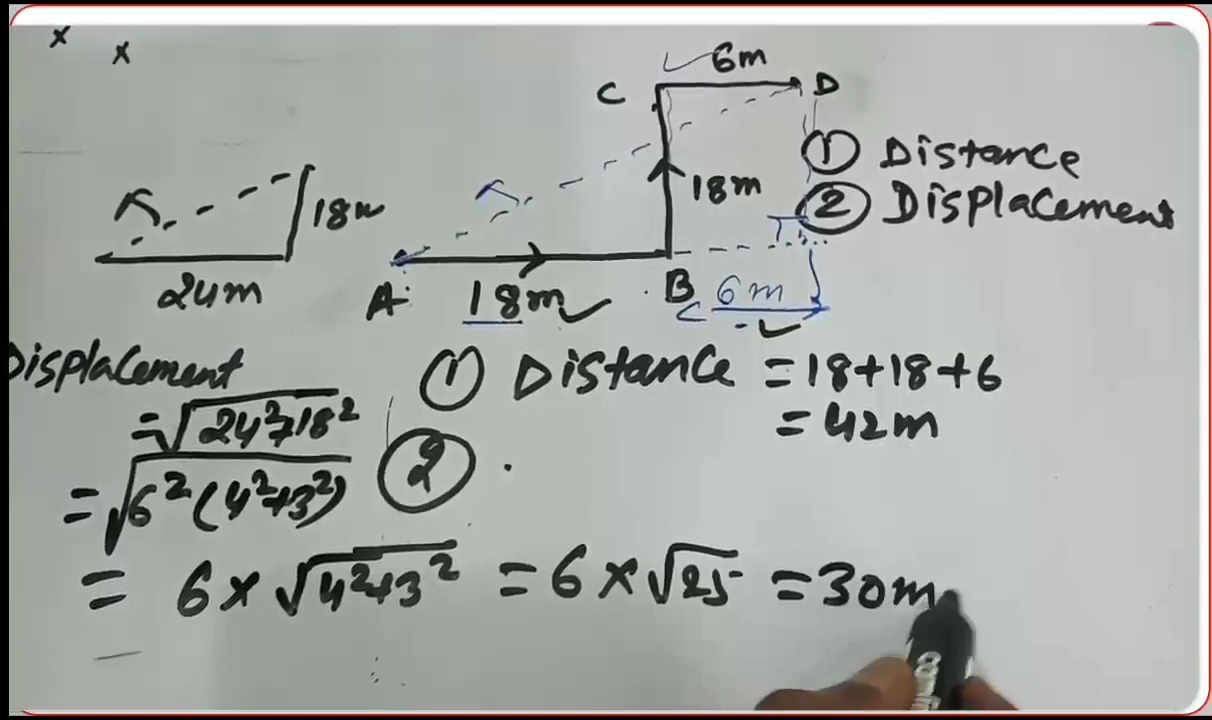 x x
6m
C D
① Distance
18m
18m
② Displacement
24m
A 18m B 6m
Displacement
① Distance = 18+18+6
= √24²+18²
= 42m
②
= √6²(4²+3²)
= 6 × √4²+3² = 6 × √25 = 30m